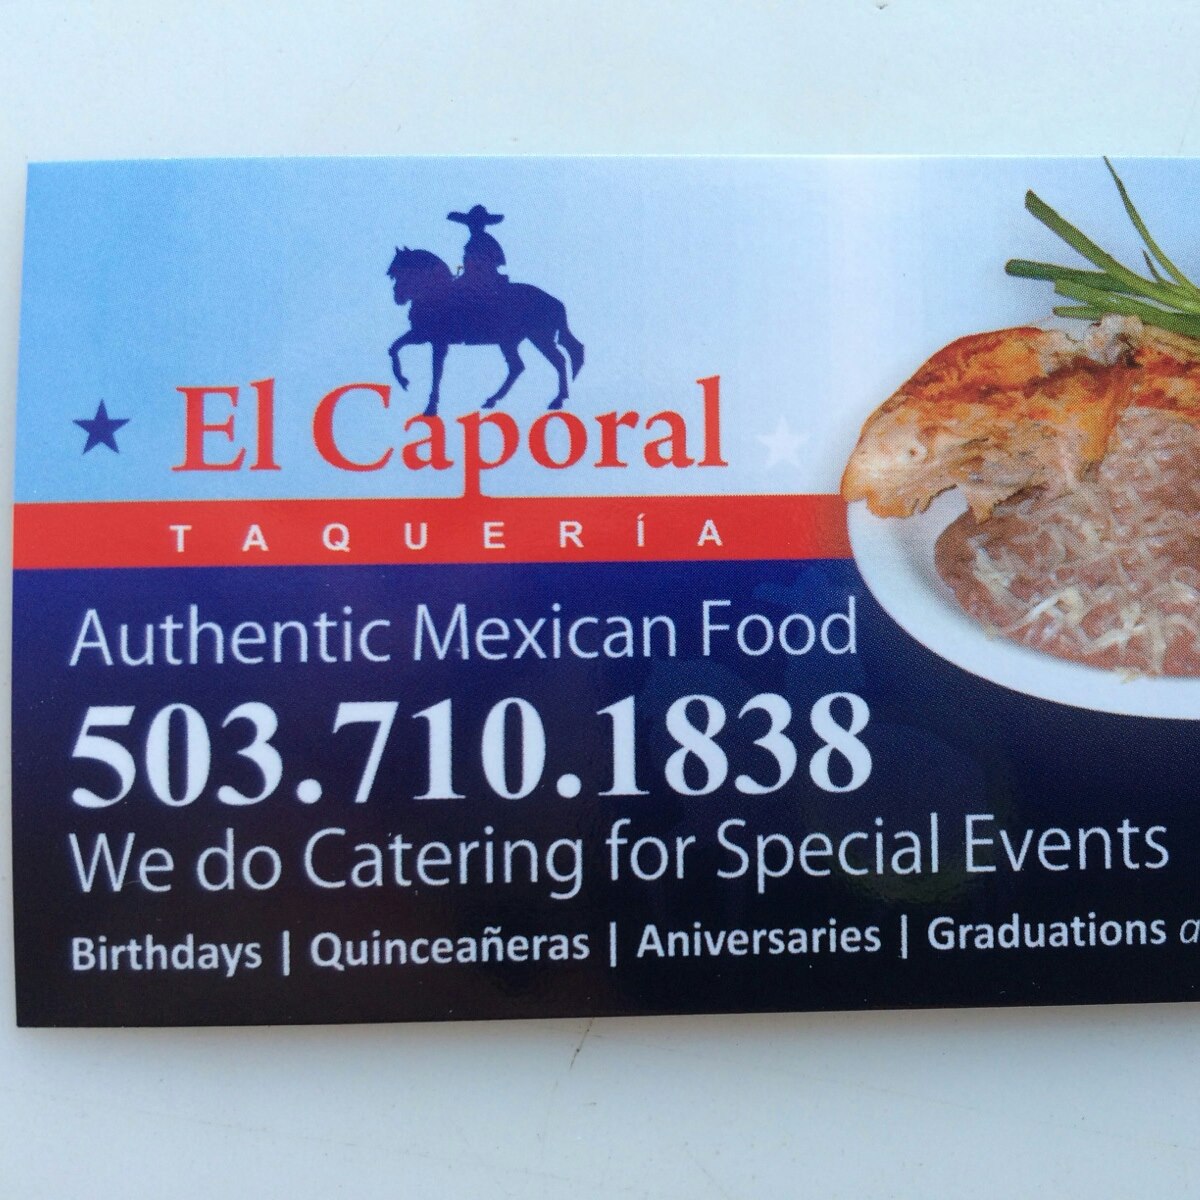 El Caporal
TAQUERÍA
Authentic Mexican Food
503.710.1838
We do Catering for Special Events
Birthdays | Quinceañeras | Aniversaries | Graduations